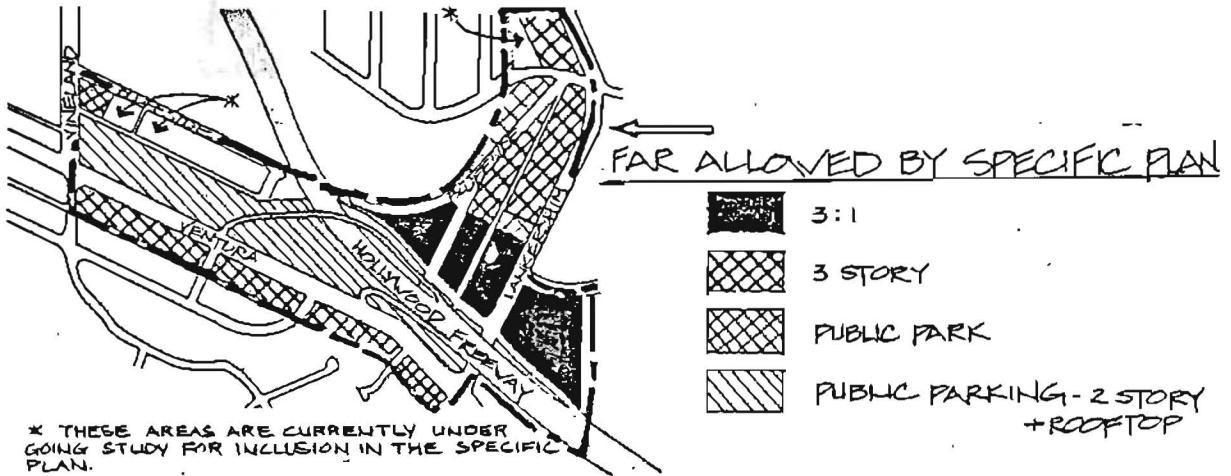 *
VINELAND
*
FAR ALLOWED BY SPECIFIC PLAN
3:1
3 STORY
VENTURA
LANKERSHIM
HOLLYWOOD FREEWAY
PUBLIC PARK
PUBLIC PARKING - 2 STORY
+ROOFTOP
* THESE AREAS ARE CURRENTLY UNDER
GOING STUDY FOR INCLUSION IN THE SPECIFIC
PLAN.